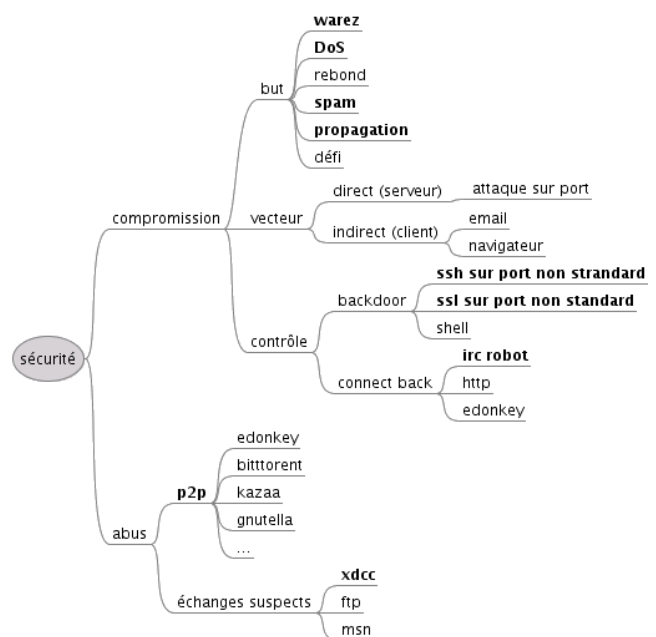 sécurité
compromission
but
warez
DoS
rebond
spam
propagation
défi
vecteur
direct (serveur)
attaque sur port
indirect (client)
email
navigateur
contrôle
backdoor
ssh sur port non strandard
ssl sur port non standard
shell
connect back
irc robot
http
edonkey
abus
p2p
edonkey
bitttorent
kazaa
gnutella
...
échanges suspects
xdcc
ftp
msn